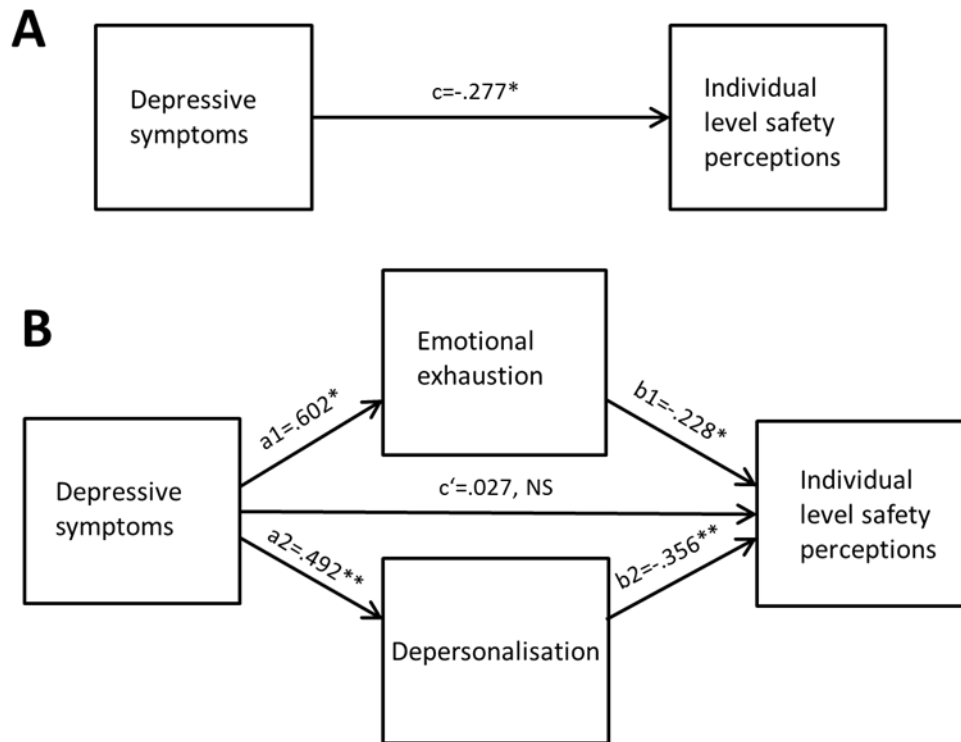 A
Depressive
symptoms
c=-.277*
Individual
level safety
perceptions
B
Emotional
exhaustion
a1=.602*
b1=-.228*
Depressive
symptoms
c‘=.027, NS
Individual
level safety
perceptions
a2=.492**
b2=-.356**
Depersonalisation